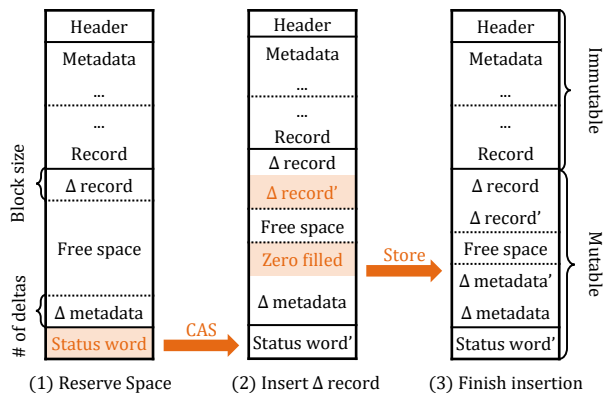 Header
Metadata
...
...
Record
Δ record
Free space
Δ metadata
Status word
Block size
# of deltas
(1) Reserve Space
CAS
Header
Metadata
...
...
Record
Δ record
Δ record'
Free space
Zero filled
Δ metadata
Status word'
(2) Insert Δ record
Store
Header
Metadata
...
...
Record
Δ record
Δ record'
Free space
Δ metadata'
Δ metadata
Status word'
(3) Finish insertion
Immutable
Mutable